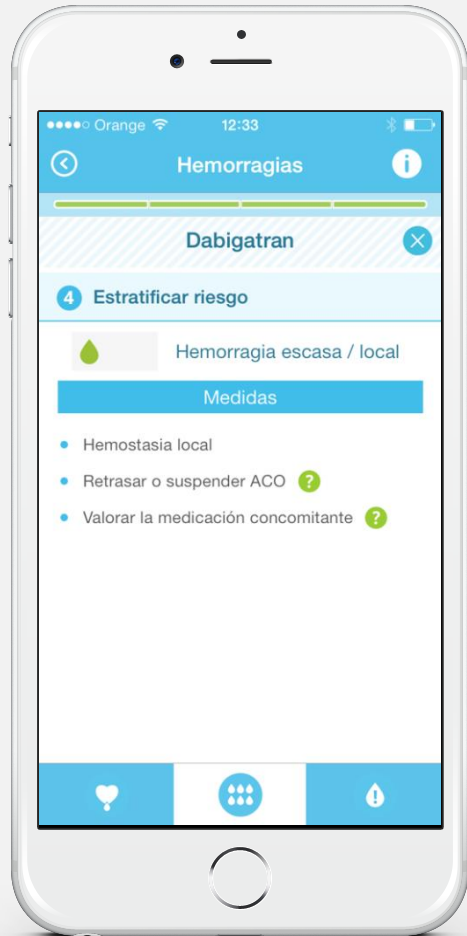 Orange 12:33
Hemorragias
i
Dabigatran
4 Estratificar riesgo
Hemorragia escasa / local
Medidas
• Hemostasia local
• Retrasar o suspender ACO ?
• Valorar la medicación concomitante ?
!